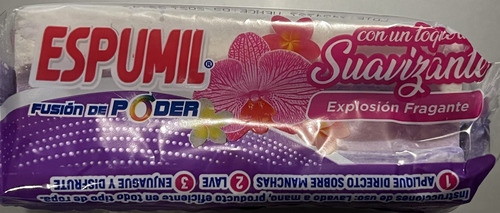 ESPUMIL®
FUSIÓN DE PODER
con un toque
Suavizante
Explosión Fragante
Instrucciones de uso: Lavado a mano, producto eficiente en todo tipo de ropa.
1 APLIQUE DIRECTO SOBRE MANCHAS 2 LAVE 3 ENJUAGUE Y DISFRUTE